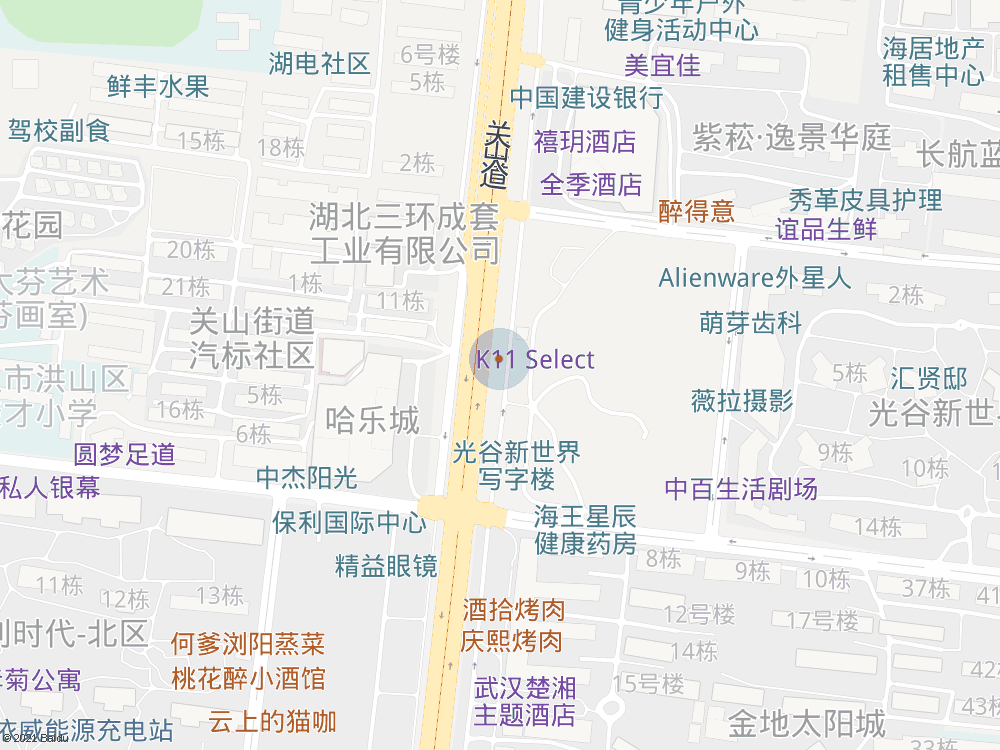 青少年户外
健身活动中心
6号楼
海居地产
租售中心
湖电社区
美宜佳
5栋
鲜丰水果
中国建设银行
驾校副食
15栋
18栋
禧玥酒店
紫菘·逸景华庭
长航蓝
关山大道
2栋
全季酒店
秀革皮具护理
花园
湖北三环成套
工业有限公司
醉得意
谊品生鲜
20栋
大芬艺术
芬画室)
21栋
1栋
11栋
Alienware外星人
2栋
关山街道
汽标社区
萌芽齿科
K11 Select
市洪山区
才小学
5栋
5栋
汇贤邸
16栋
哈乐城
薇拉摄影
光谷新世
6栋
圆梦足道
光谷新世界
写字楼
9栋
10栋
中杰阳光
私人银幕
中百生活剧场
保利国际中心
海王星辰
健康药房
14栋
精益眼镜
8栋
9栋
10栋
11栋
12栋
13栋
37栋
41
酒拾烤肉
12号楼
17号楼
利时代-北区
何爹浏阳蒸菜
庆熙烤肉
14栋
42
菊公寓
桃花醉小酒馆
武汉楚湘
主题酒店
15号楼
43栋
依威能源充电站
云上的猫咖
金地太阳城
33栋
44
© 2021 Baidu